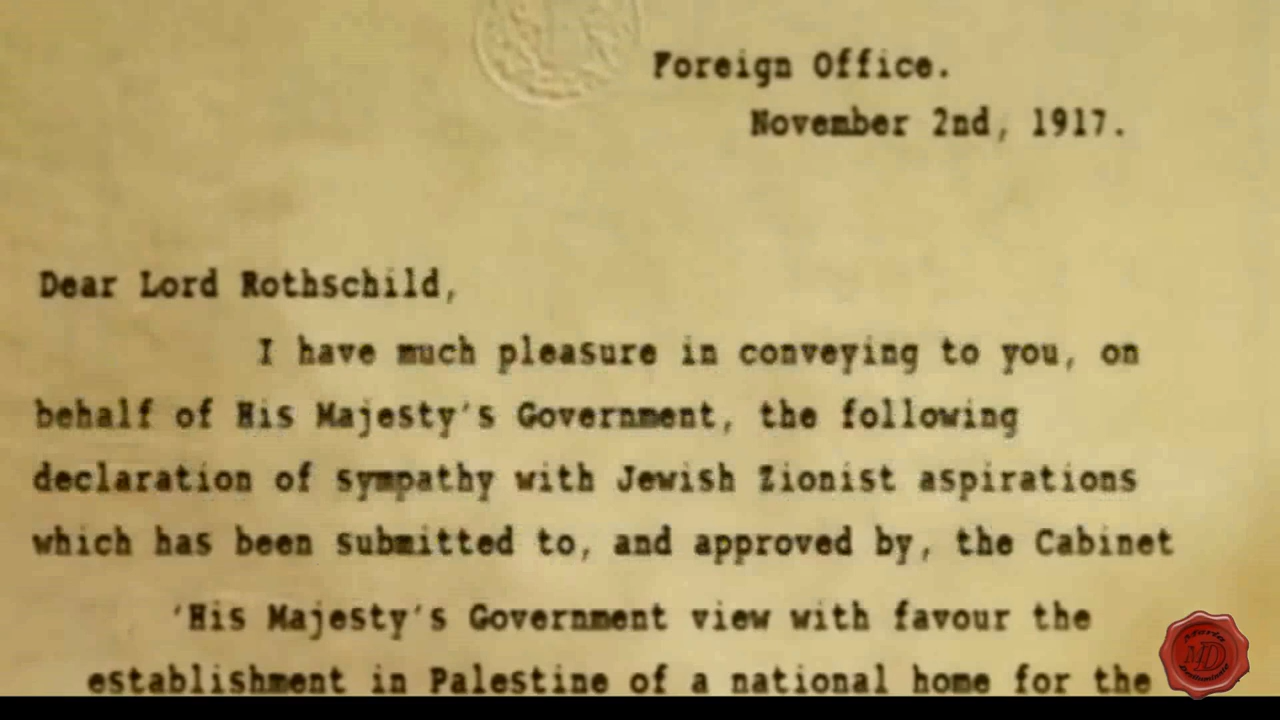 Foreign Office.
November 2nd, 1917.
Dear Lord Rothschild,
I have much pleasure in conveying to you, on
behalf of His Majesty's Government, the following
declaration of sympathy with Jewish Zionist aspirations
which has been submitted to, and approved by, the Cabinet
'His Majesty's Government view with favour the
establishment in Palestine of a national home for the
MD